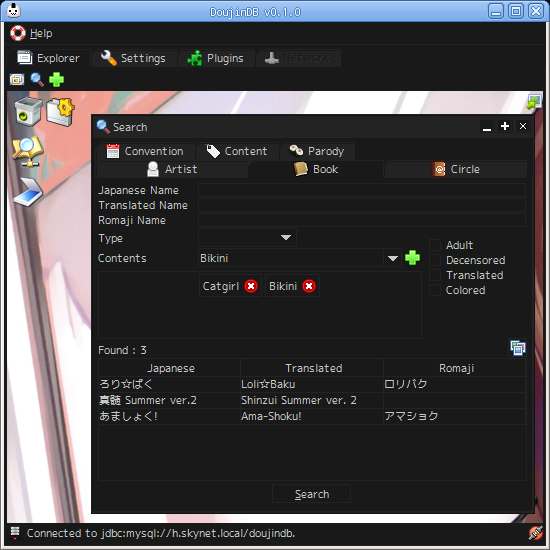 DoujinDB v0.1.0
Help
Explorer Settings Plugins Network
Search
Convention Content Parody
Artist Book Circle
Japanese Name
Translated Name
Romaji Name
Type
Contents Bikini
Adult
Decensored
Translated
Colored
Catgirl Bikini
Found : 3
Japanese Translated Romaji
ろり☆ぱく Loli☆Baku ロリバク
真髄 Summer ver.2 Shinzui Summer ver. 2
あましょく! Ama-Shoku! アマショク
Search
Connected to jdbc:mysql://h.skynet.local/doujindb.